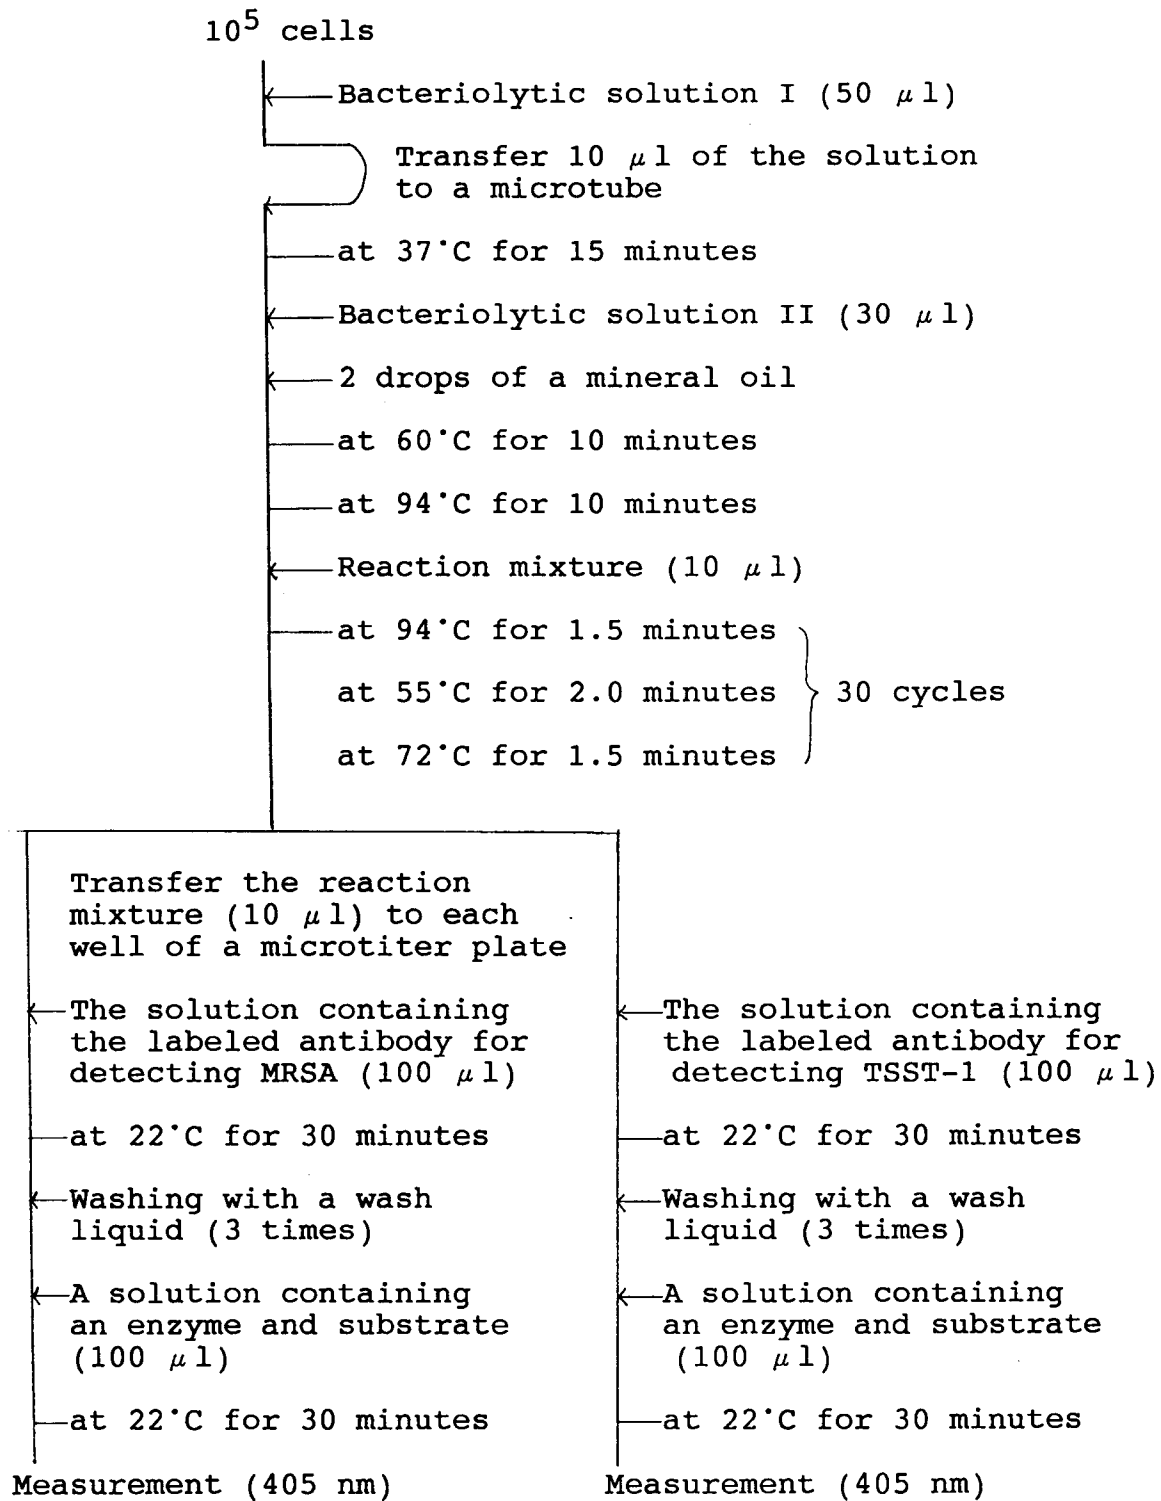 10⁵ cells
Bacteriolytic solution I (50 μl)
Transfer 10 μl of the solution
to a microtube
at 37°C for 15 minutes
Bacteriolytic solution II (30 μl)
2 drops of a mineral oil
at 60°C for 10 minutes
at 94°C for 10 minutes
Reaction mixture (10 μl)
at 94°C for 1.5 minutes
at 55°C for 2.0 minutes
30 cycles
at 72°C for 1.5 minutes
Transfer the reaction
mixture (10 μl) to each
well of a microtiter plate
The solution containing
the labeled antibody for
detecting MRSA (100 μl)
at 22°C for 30 minutes
Washing with a wash
liquid (3 times)
A solution containing
an enzyme and substrate
(100 μl)
at 22°C for 30 minutes
Measurement (405 nm)
The solution containing
the labeled antibody for
detecting TSST-1 (100 μl)
at 22°C for 30 minutes
Washing with a wash
liquid (3 times)
A solution containing
an enzyme and substrate
(100 μl)
at 22°C for 30 minutes
Measurement (405 nm)